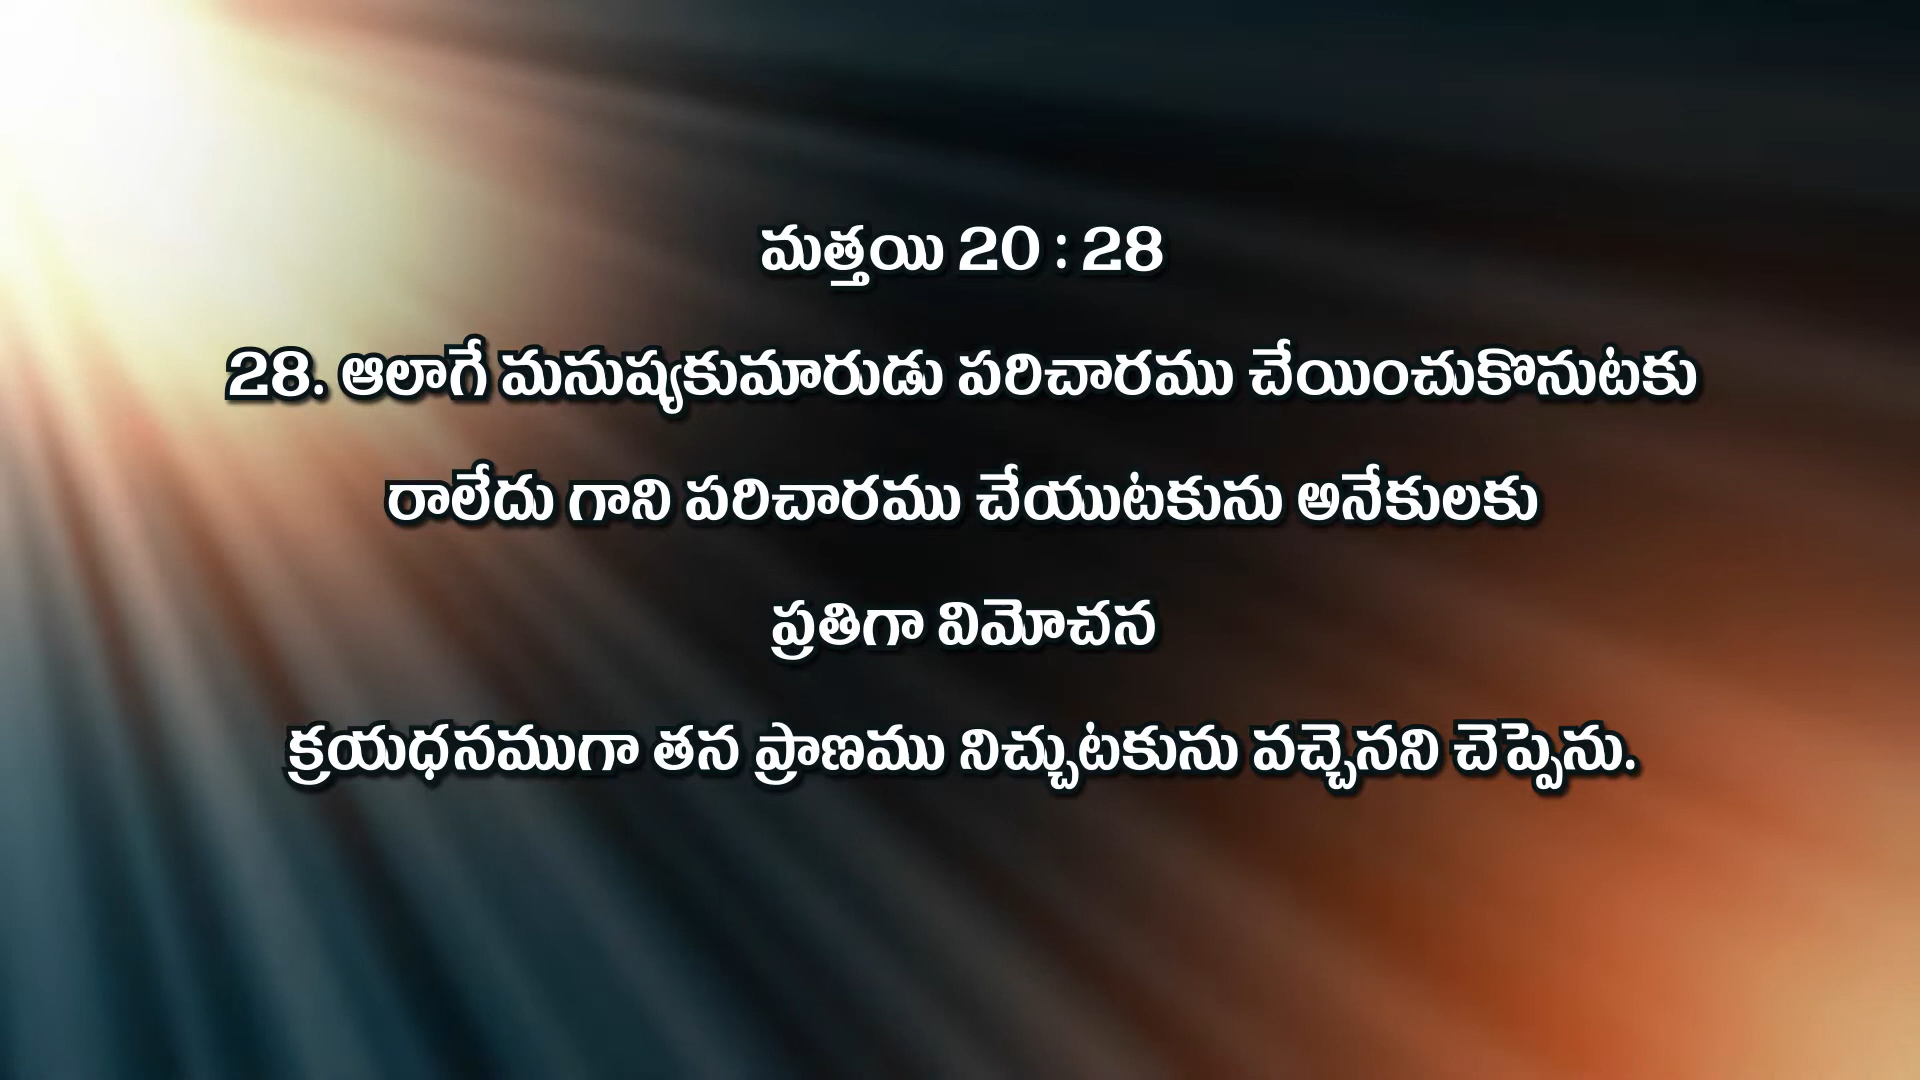 మత్తయి 20 : 28
28. ఆలాగే మనుష్యకుమారుడు పరిచారము చేయించుకొనుటకు
రాలేదు గాని పరిచారము చేయుటకును అనేకులకు
ప్రతిగా విమోచన
క్రయధనముగా తన ప్రాణము నిచ్చుటకును వచ్చెనని చెప్పెను.